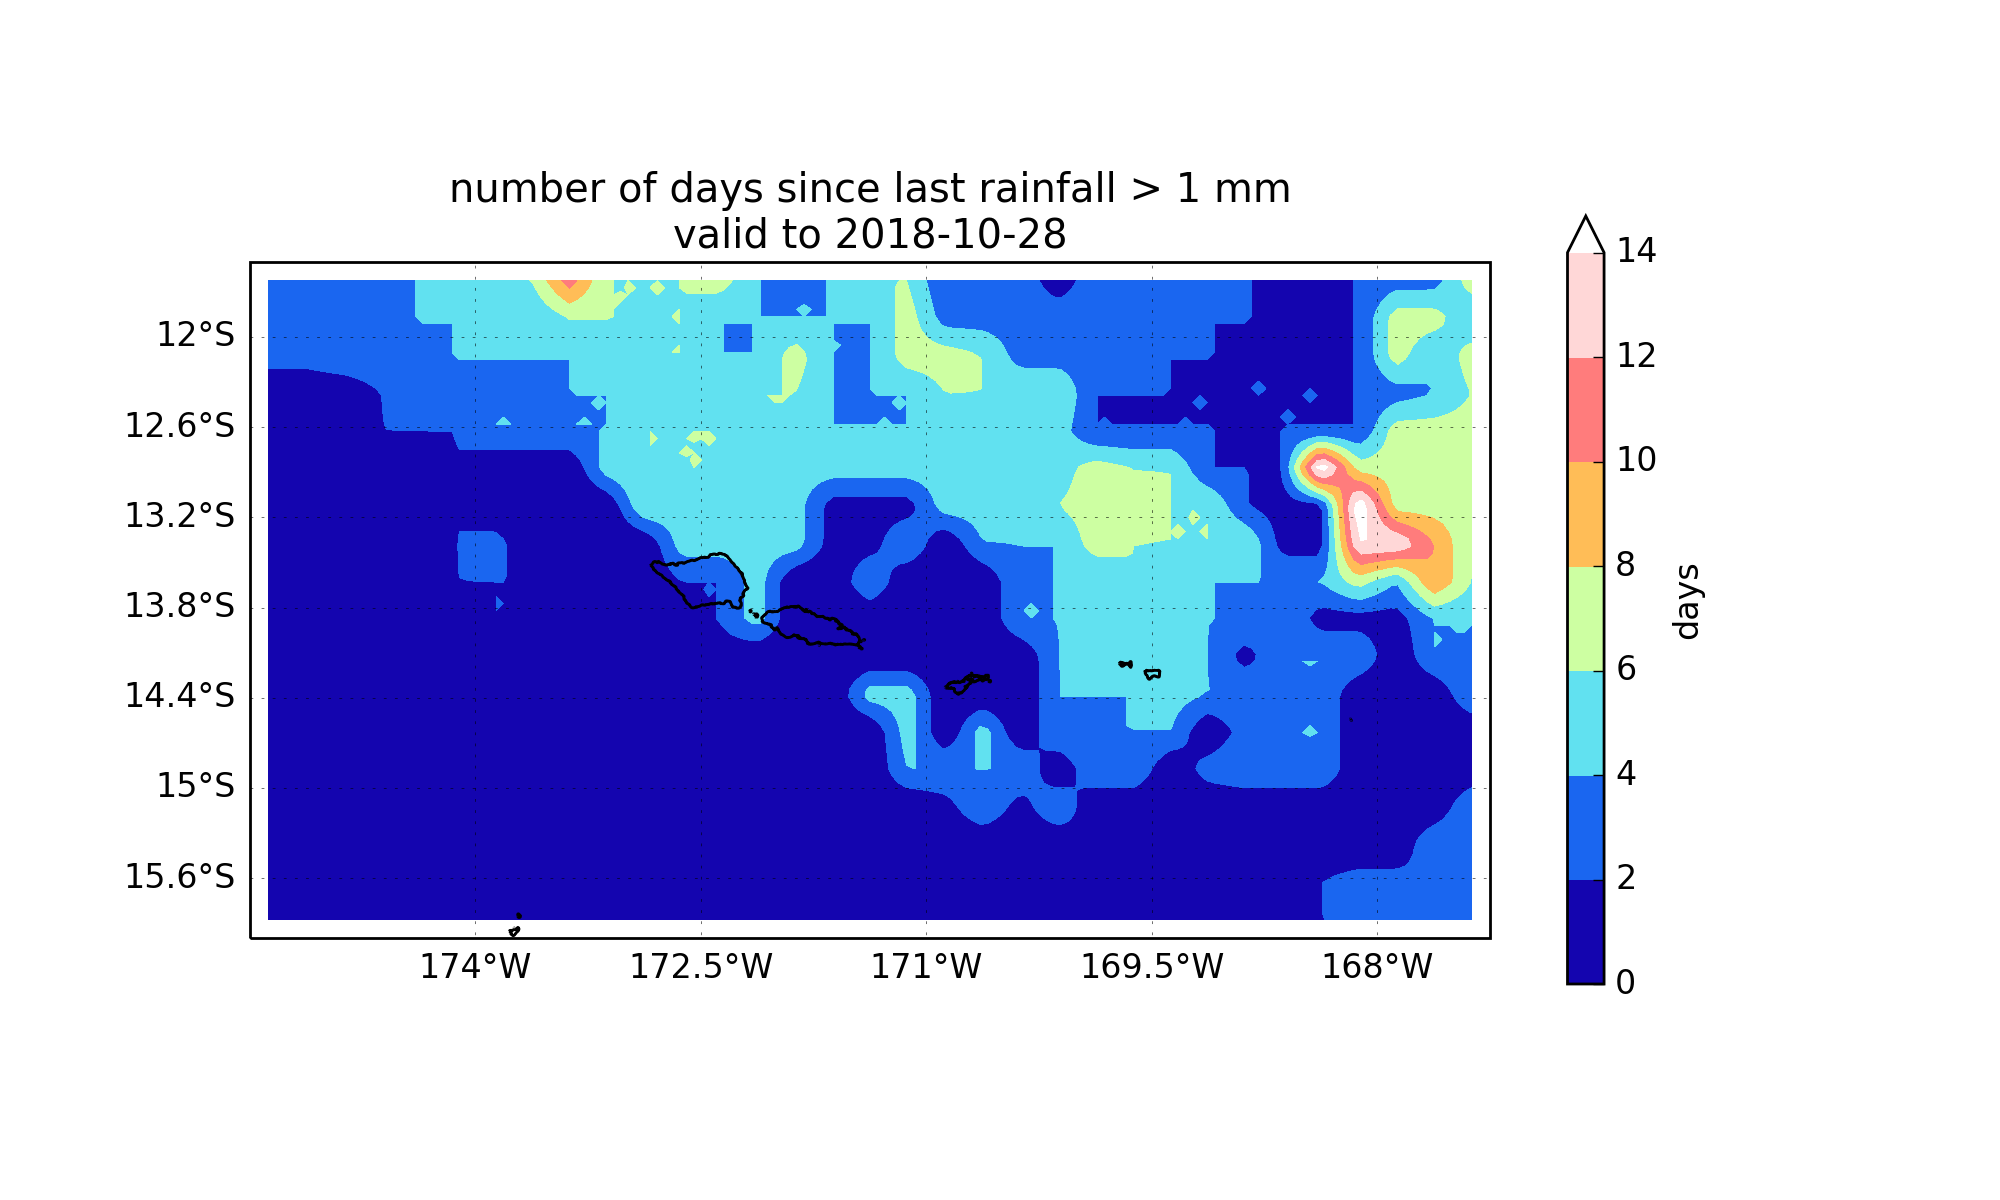 number of days since last rainfall > 1 mm
valid to 2018-10-28
12°S
12.6°S
13.2°S
13.8°S
14.4°S
15°S
15.6°S
174°W
172.5°W
171°W
169.5°W
168°W
14
12
10
8
6
4
2
0
days